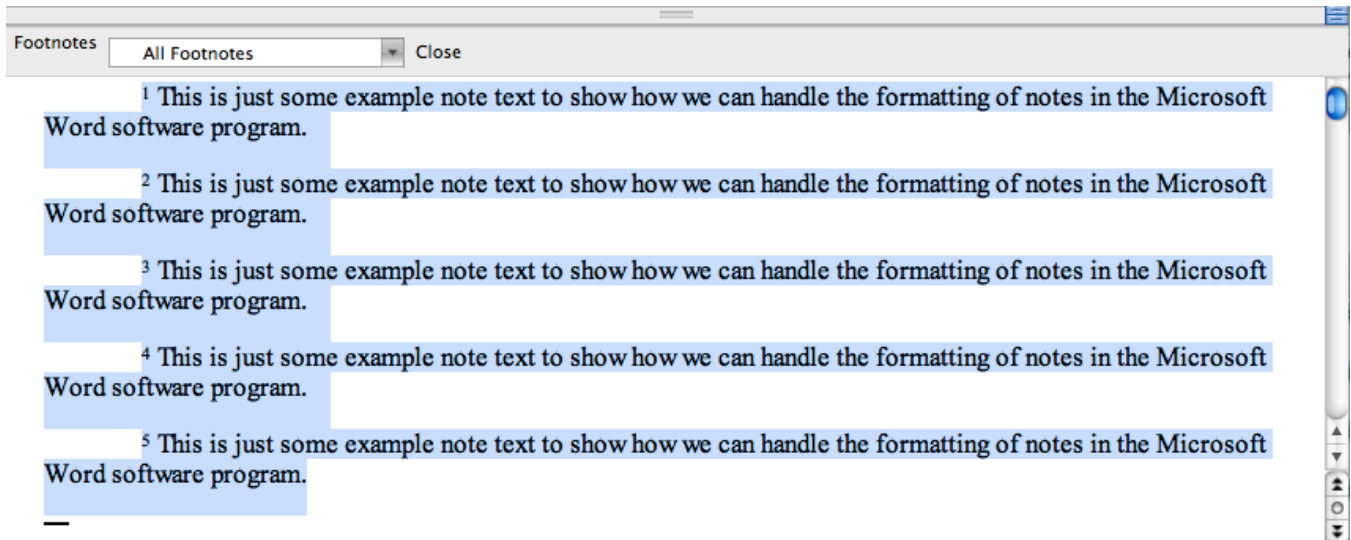 Footnotes All Footnotes Close
¹ This is just some example note text to show how we can handle the formatting of notes in the Microsoft
Word software program.
² This is just some example note text to show how we can handle the formatting of notes in the Microsoft
Word software program.
³ This is just some example note text to show how we can handle the formatting of notes in the Microsoft
Word software program.
⁴ This is just some example note text to show how we can handle the formatting of notes in the Microsoft
Word software program.
⁵ This is just some example note text to show how we can handle the formatting of notes in the Microsoft
Word software program.